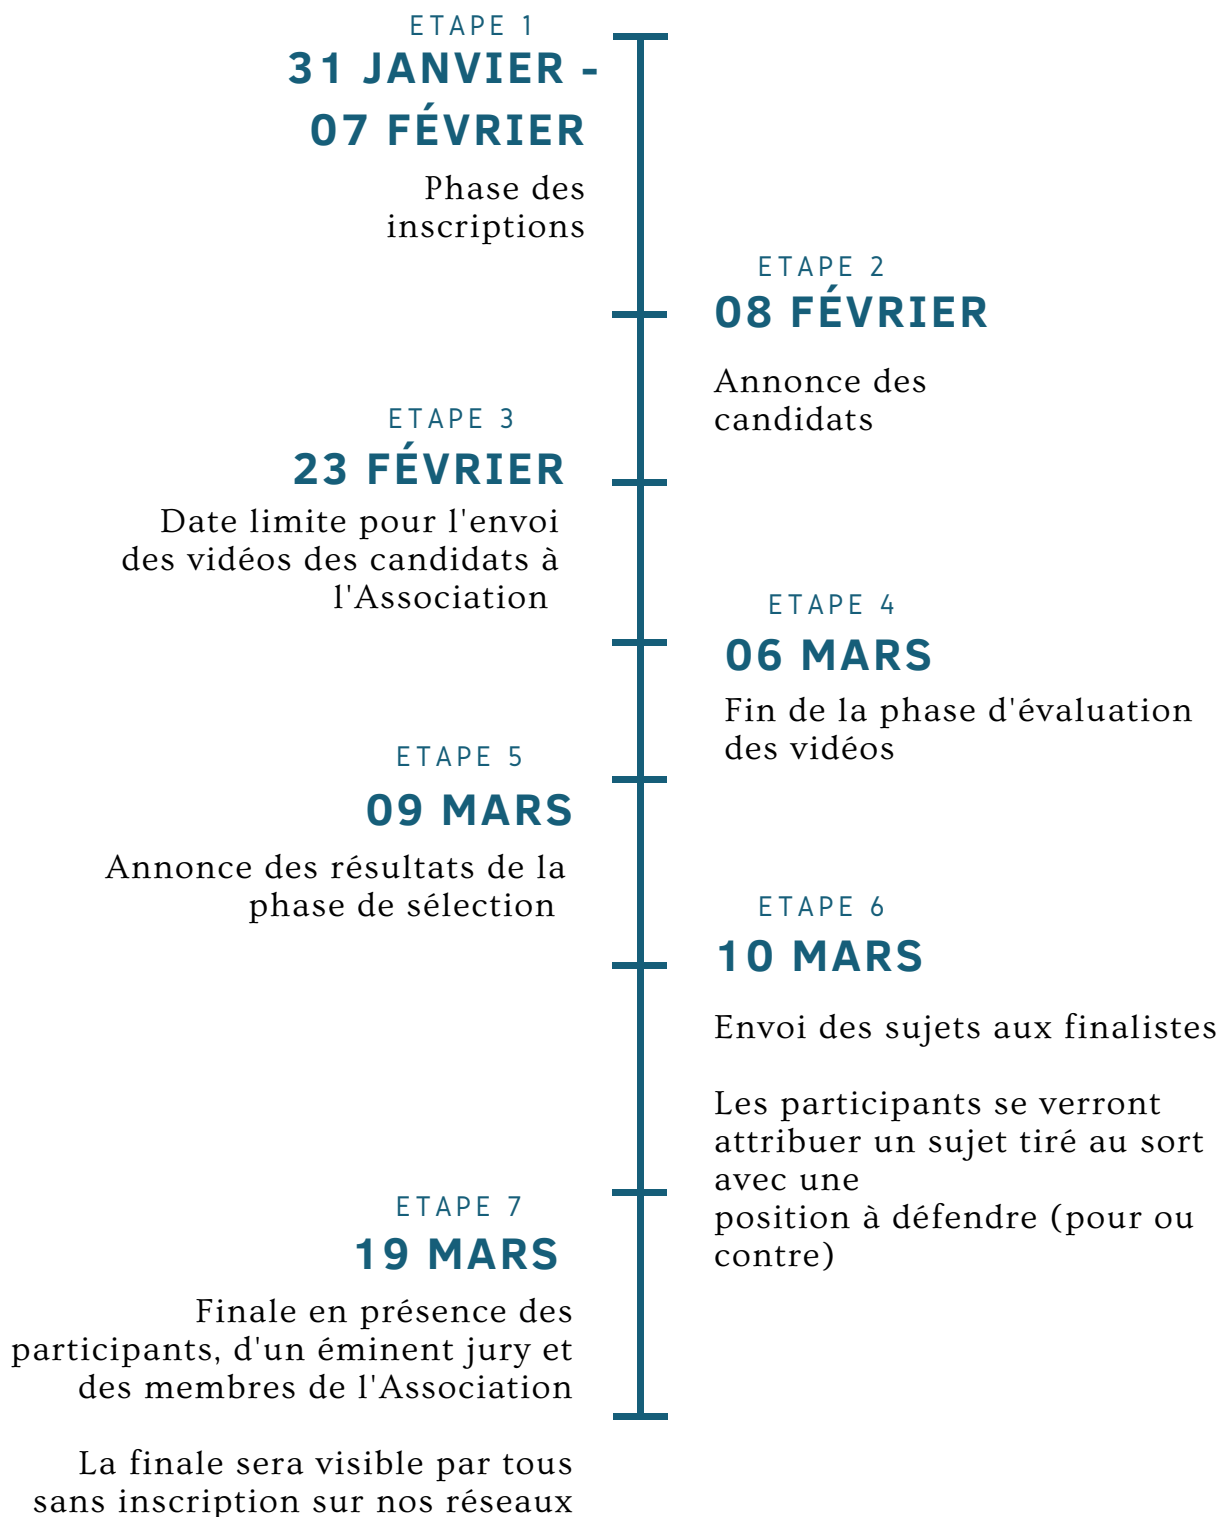 ETAPE 1
31 JANVIER -
07 FÉVRIER
Phase des
inscriptions
ETAPE 2
08 FÉVRIER
Annonce des
candidats
ETAPE 3
23 FÉVRIER
Date limite pour l'envoi
des vidéos des candidats à
l'Association
ETAPE 4
06 MARS
Fin de la phase d'évaluation
des vidéos
ETAPE 5
09 MARS
Annonce des résultats de la
phase de sélection
ETAPE 6
10 MARS
Envoi des sujets aux finalistes
Les participants se verront
attribuer un sujet tiré au sort
avec une
position à défendre (pour ou
contre)
ETAPE 7
19 MARS
Finale en présence des
participants, d'un éminent jury et
des membres de l'Association
La finale sera visible par tous
sans inscription sur nos réseaux